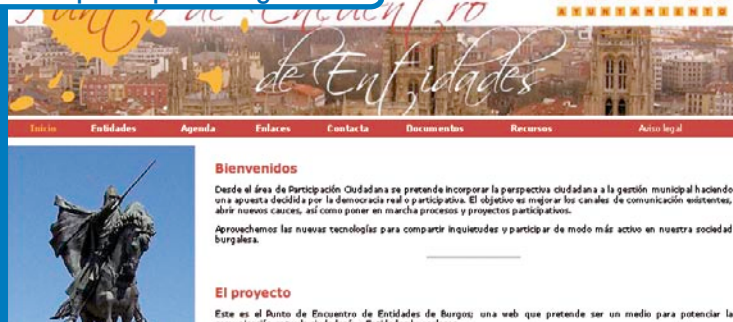 Punto de Encuentro
AYUNTAMIENTO
de Entidades
Inicio Entidades Agenda Enlaces Contacta Documentos Recursos Aviso legal
Bienvenidos
Desde el área de Participación Ciudadana se pretende incorporar la perspectiva ciudadana a la gestión municipal haciendo
una apuesta decidida por la democracia real o participativa. El objetivo es mejorar los canales de comunicación existentes,
abrir nuevos cauces, así como poner en marcha procesos y proyectos participativos.
Aprovechemos las nuevas tecnologías para compartir inquietudes y participar de modo más activo en nuestra sociedad
burgalesa.
El proyecto
Este es el Punto de Encuentro de Entidades de Burgos; una web que pretende ser un medio para potenciar la